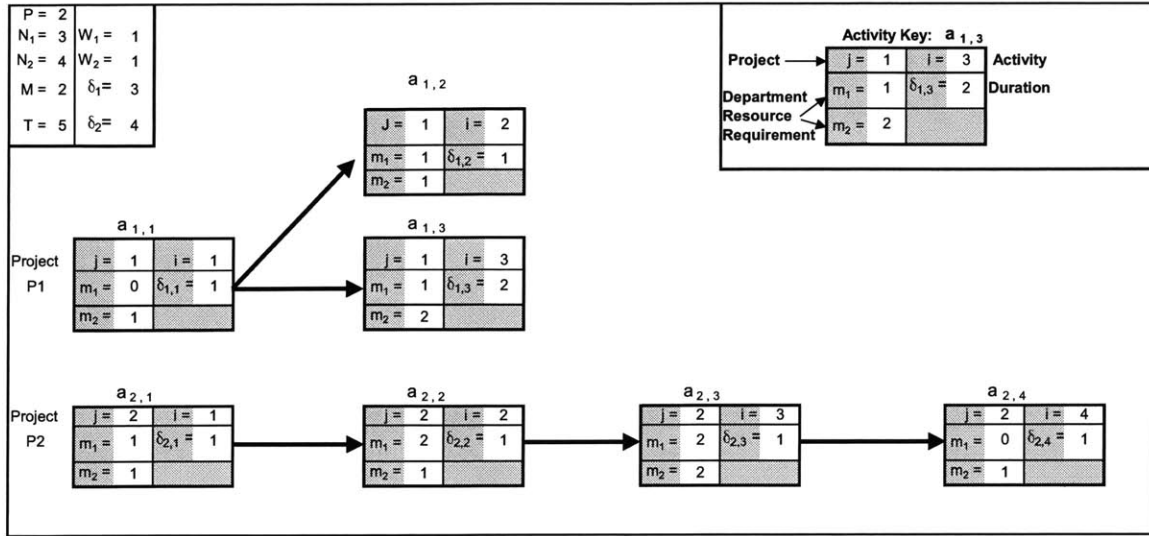 P = 2
N₁ = 3 W₁ = 1
N₂ = 4 W₂ = 1
M = 2 δ₁= 3
T = 5 δ₂= 4
Activity Key: a 1,3
Project j = 1 i = 3 Activity
Department Resource Requirement m₁ = 1 δ1,3 = 2 Duration
m₂ = 2
a 1,2
J = 1 i = 2
m₁ = 1 δ1,2 = 1
m₂ = 1
Project P1
a 1,1
j = 1 i = 1
m₁ = 0 δ1,1 = 1
m₂ = 1
a 1,3
j = 1 i = 3
m₁ = 1 δ1,3 = 2
m₂ = 2
Project P2
a 2,1
j = 2 i = 1
m₁ = 1 δ2,1 = 1
m₂ = 1
a 2,2
j = 2 i = 2
m₁ = 2 δ2,2 = 1
m₂ = 1
a 2,3
j = 2 i = 3
m₁ = 2 δ2,3 = 1
m₂ = 2
a 2,4
j = 2 i = 4
m₁ = 0 δ2,4 = 1
m₂ = 1